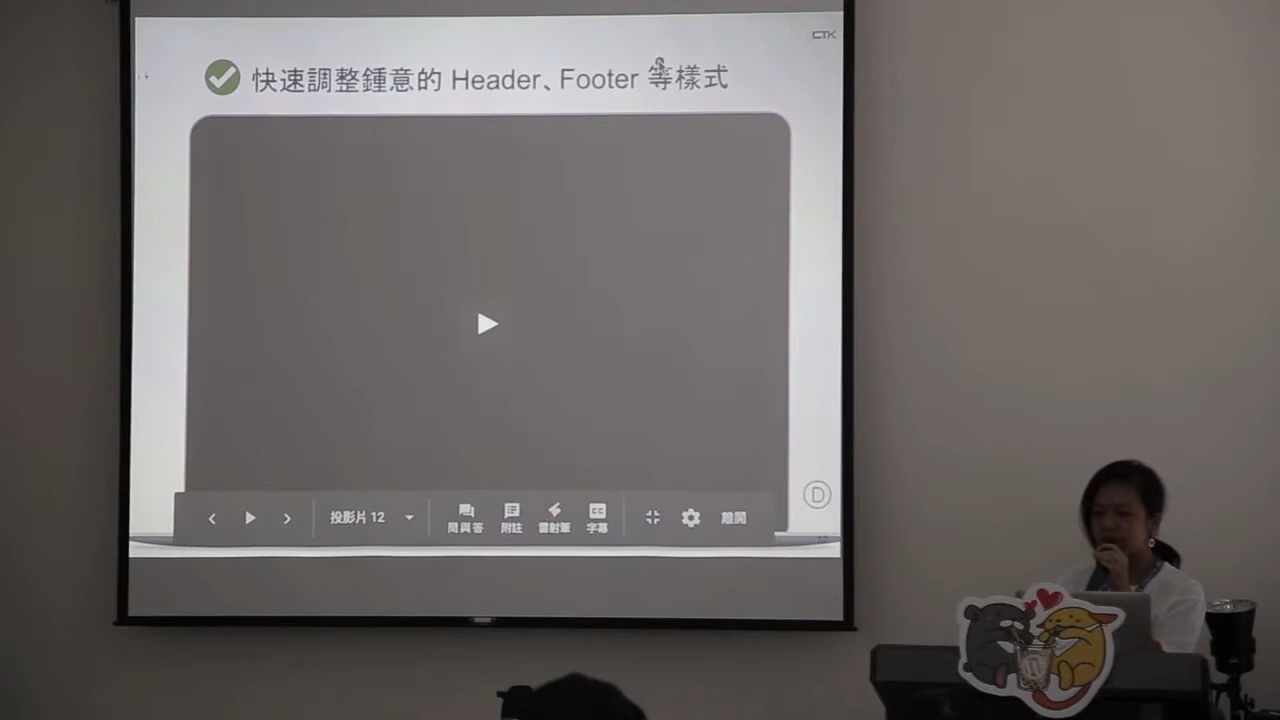 CTK
快速調整鍾意的 Header、Footer 等樣式
D
投影片 12
問與答
附註
雷射筆
字幕
離開